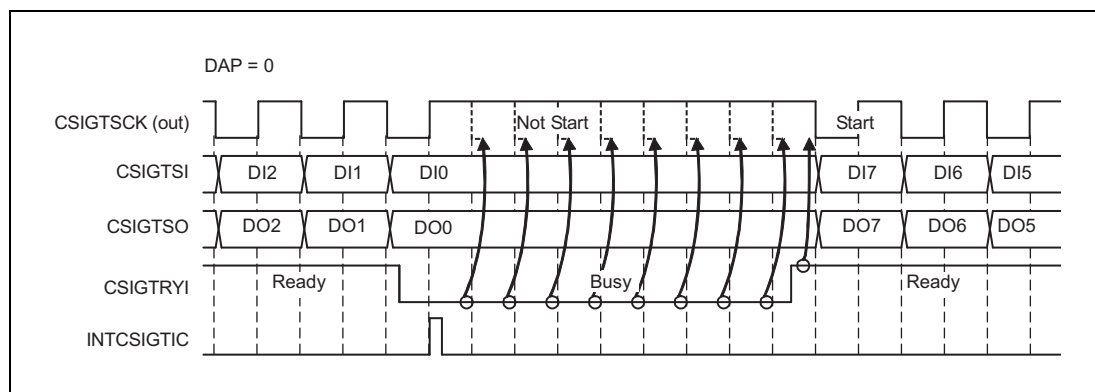 DAP = 0
CSIGTSCK (out) Not Start Start
CSIGTSI DI2 DI1 DI0 DI7 DI6 DI5
CSIGTSO DO2 DO1 DO0 DO7 DO6 DO5
CSIGTRYI Ready Busy Ready
INTCSIGTIC